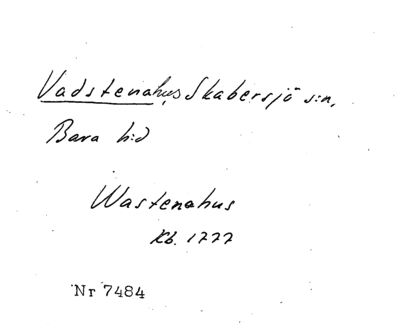 Vadstenahus, Skabersjö s:n,
Bara h:d
Wastenahus
Kb. 1777
Nr 7484